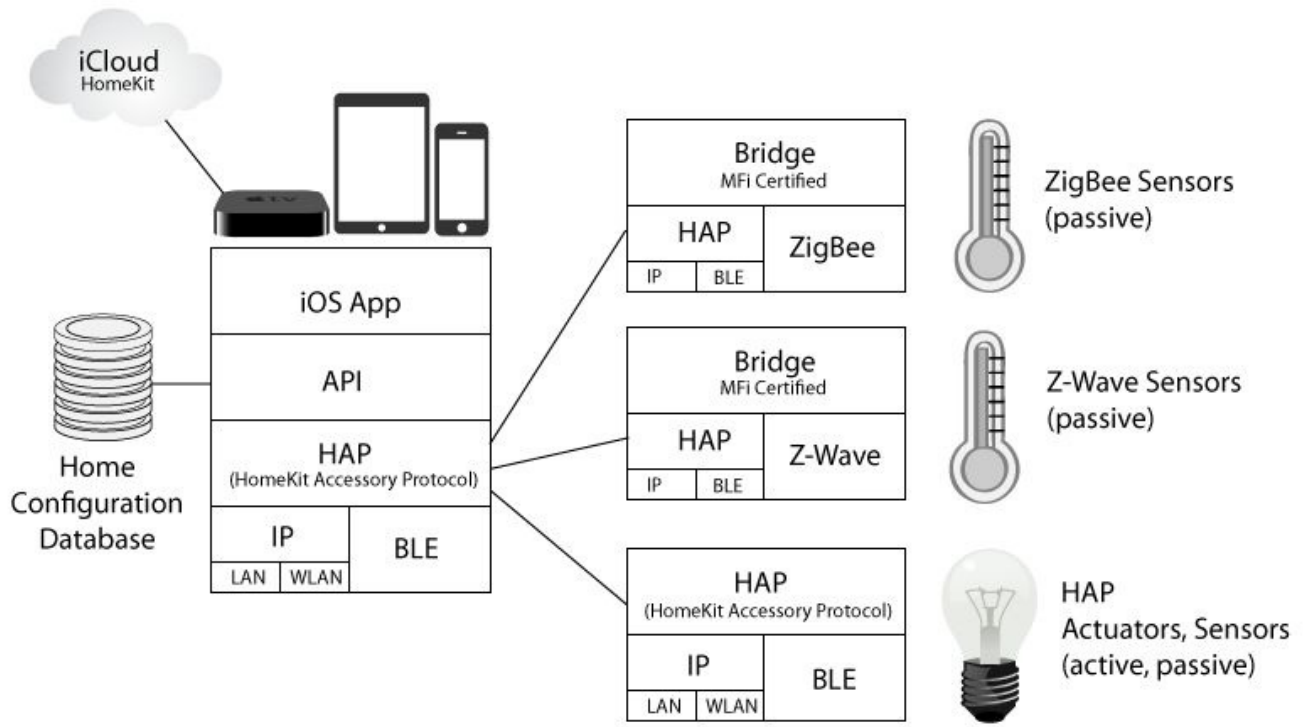 iCloud
HomeKit
tv
iOS App
API
HAP
(HomeKit Accessory Protocol)
IP
BLE
LAN
WLAN
Home
Configuration
Database
Bridge
MFi Certified
HAP
ZigBee
IP
BLE
ZigBee Sensors
(passive)
Bridge
MFi Certified
HAP
Z-Wave
IP
BLE
Z-Wave Sensors
(passive)
HAP
(HomeKit Accessory Protocol)
IP
BLE
LAN
WLAN
HAP
Actuators, Sensors
(active, passive)